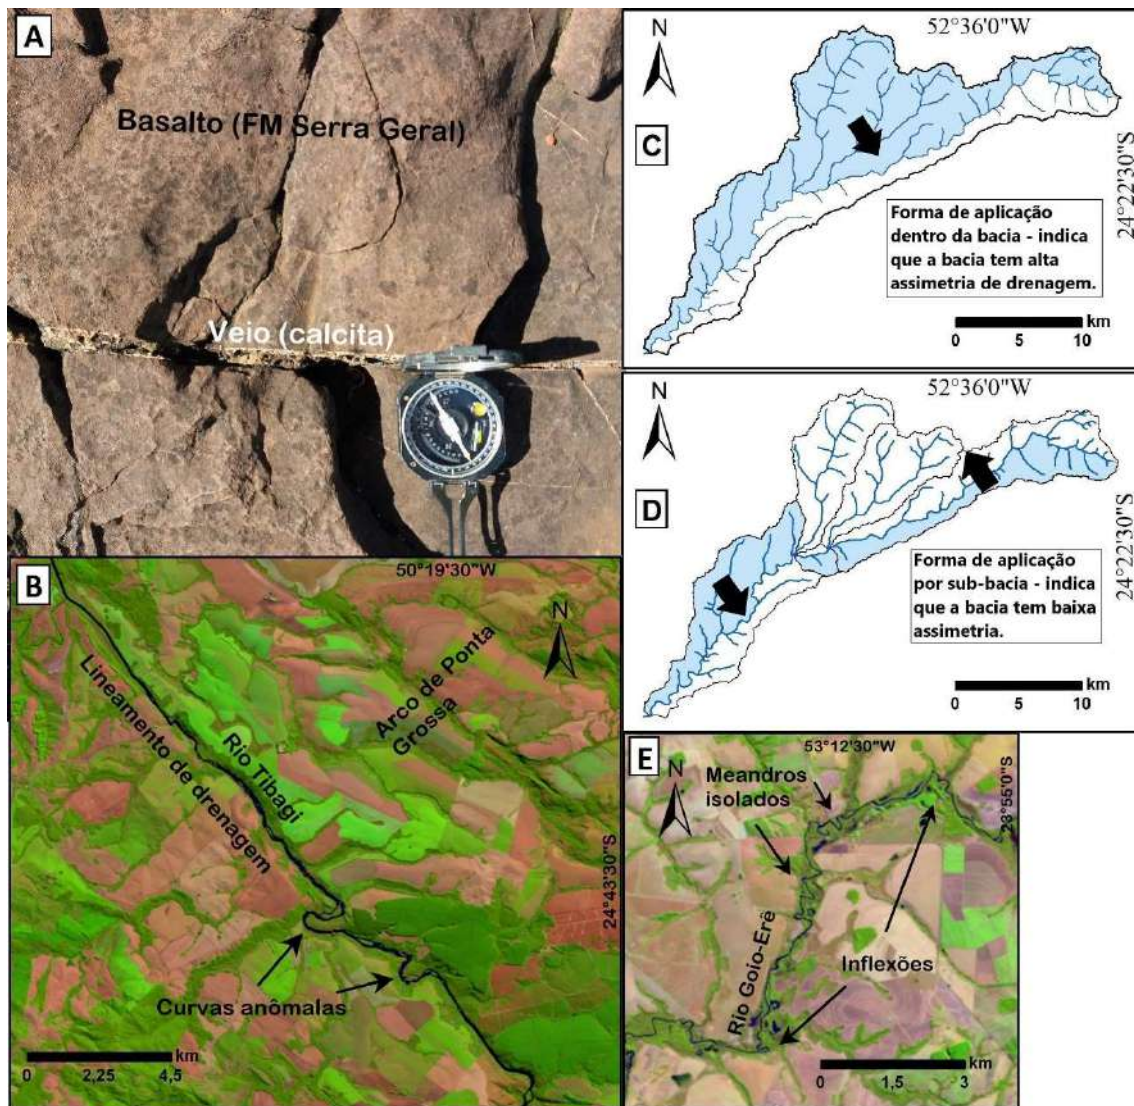 A
Basalto (FM Serra Geral)
Veio (calcita)
B
50°19'30"W
N
Lineamento de drenagem
Rio Tibagi
Arco de Ponta
Grossa
24°43'30"S
Curvas anômalas
km
0 2,25 4,5
C
N
52°36'0"W
24°22'30"S
Forma de aplicação
dentro da bacia - indica
que a bacia tem alta
assimetria de drenagem.
km
0 5 10
D
N
52°36'0"W
24°22'30"S
Forma de aplicação
por sub-bacia - indica
que a bacia tem baixa
assimetria.
km
0 5 10
E
53°12'30"W
N
Meandros
isolados
23°55'0"S
Rio Goio-Erê
Inflexões
km
0 1,5 3